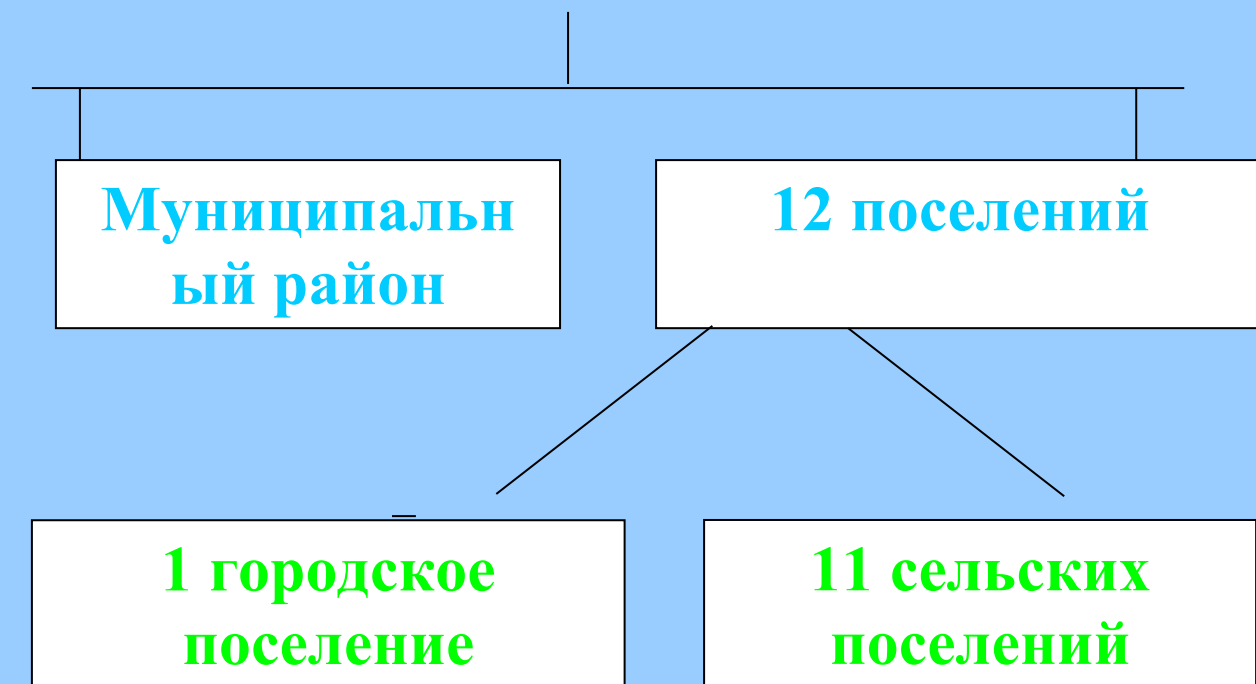 Муниципальн
ый район
12 поселений
1 городское
поселение
11 сельских
поселений